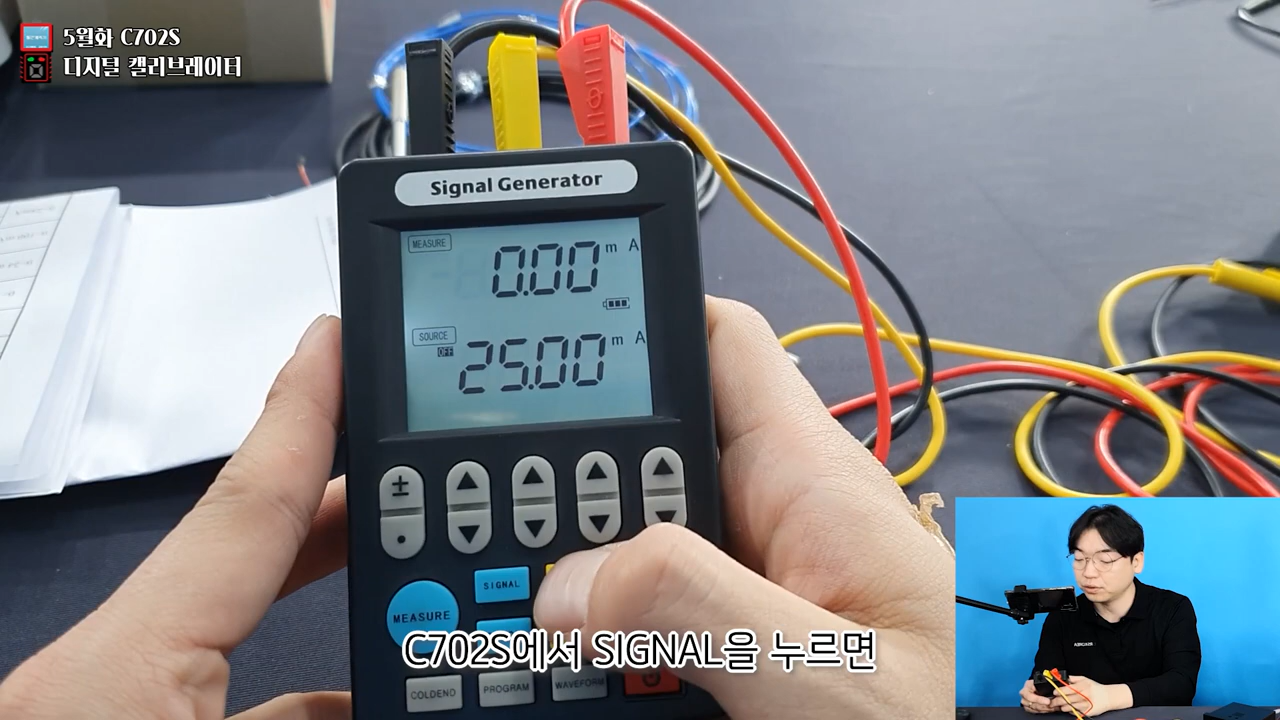 5월화 C702S
디지털 캘리브레이터
Signal Generator
MEASURE
0.00 m A
SOURCE
OFF
25.00 m A
SIGNAL
MEASURE
C702S에서 SIGNAL을 누르면
COLDEND PROGRAM WAVEFORM